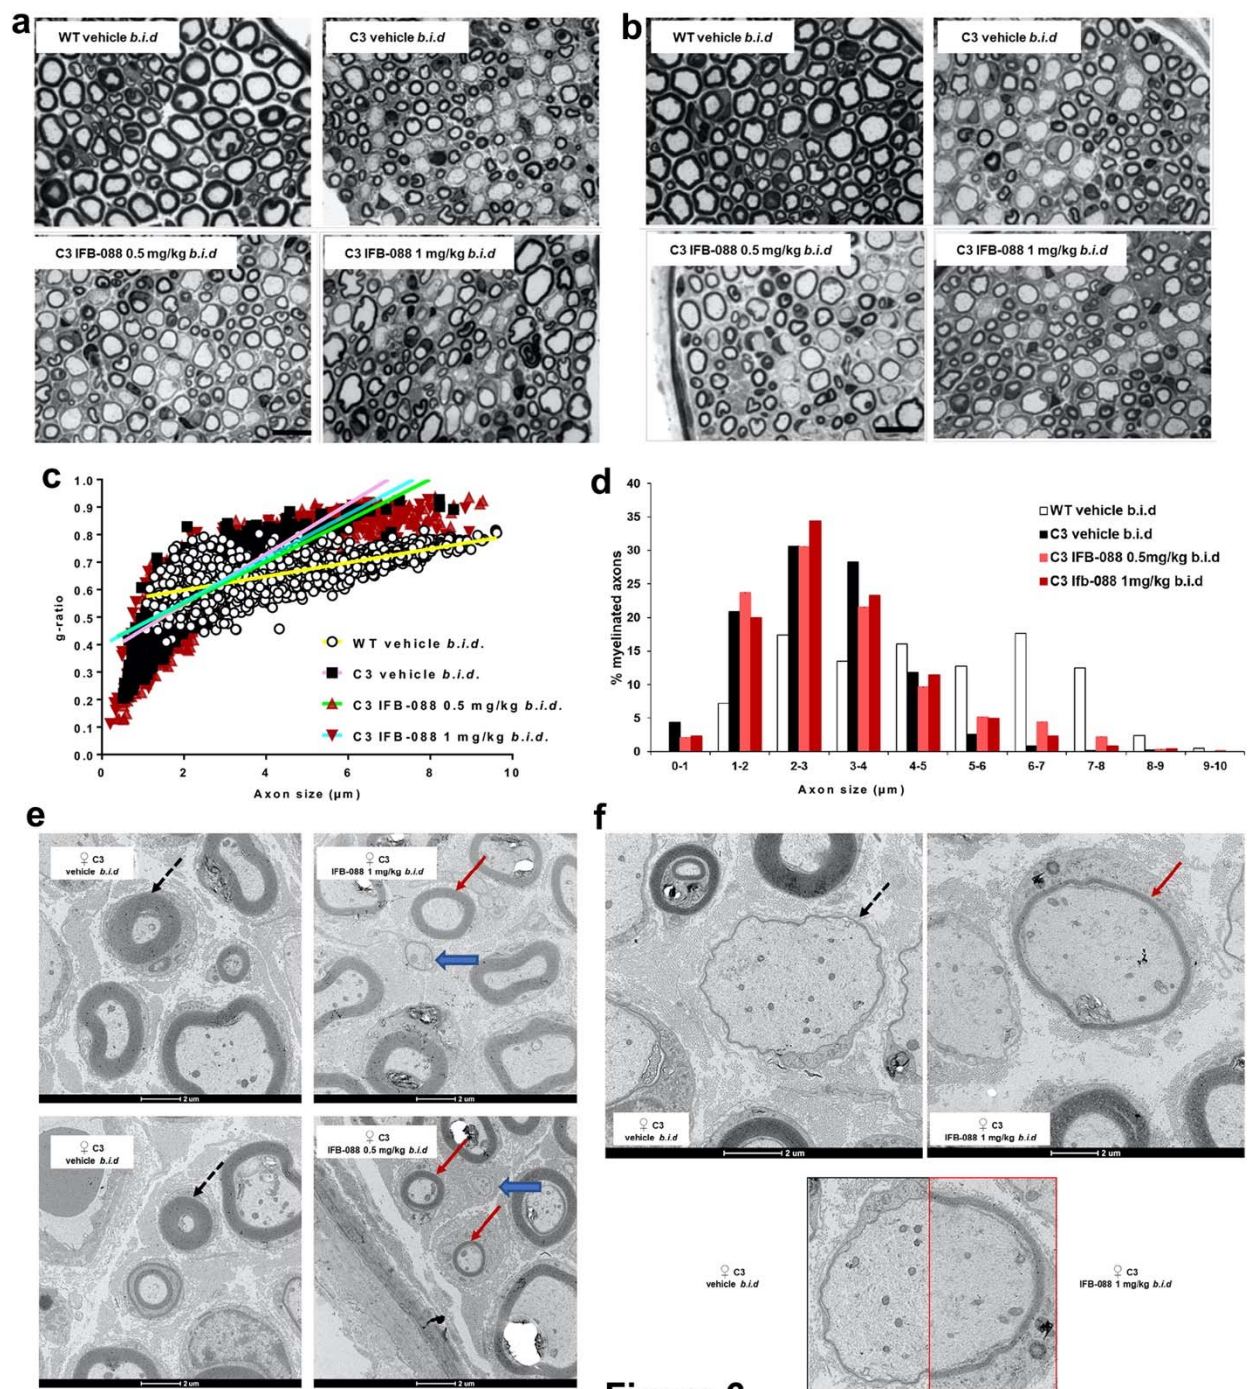 a
WT vehicle b.i.d
C3 vehicle b.i.d
C3 IFB-088 0.5 mg/kg b.i.d
C3 IFB-088 1 mg/kg b.i.d
b
WT vehicle b.i.d
C3 vehicle b.i.d
C3 IFB-088 0.5 mg/kg b.i.d
C3 IFB-088 1 mg/kg b.i.d
c
1.0
0.9
0.8
0.7
0.6
0.5
0.4
0.3
0.2
0.1
0.0
g-ratio
0 2 4 6 8 10
Axon size (µm)
WT vehicle b.i.d.
C3 vehicle b.i.d.
C3 IFB-088 0.5 mg/kg b.i.d.
C3 IFB-088 1 mg/kg b.i.d.
d
40
35
30
25
20
15
10
5
0
% myelinated axons
0-1 1-2 2-3 3-4 4-5 5-6 6-7 7-8 8-9 9-10
Axon size (µm)
WT vehicle b.i.d
C3 vehicle b.i.d
C3 IFB-088 0.5mg/kg b.i.d
C3 Ifb-088 1mg/kg b.i.d
e
♀ C3
vehicle b.i.d
2 um
♀ C3
IFB-088 1 mg/kg b.i.d
2 um
♀ C3
vehicle b.i.d
2 um
♀ C3
IFB-088 0.5 mg/kg b.i.d
2 um
f
♀ C3
vehicle b.i.d
2 um
♀ C3
IFB-088 1 mg/kg b.i.d
2 um
♀ C3
vehicle b.i.d
♀ C3
IFB-088 1 mg/kg b.i.d